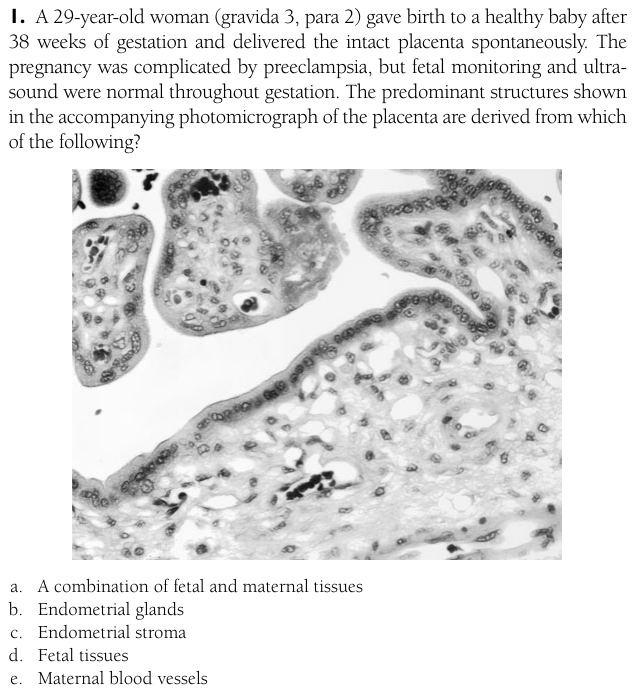 1. A 29-year-old woman (gravida 3, para 2) gave birth to a healthy baby after
38 weeks of gestation and delivered the intact placenta spontaneously. The
pregnancy was complicated by preeclampsia, but fetal monitoring and ultra-
sound were normal throughout gestation. The predominant structures shown
in the accompanying photomicrograph of the placenta are derived from which
of the following?
a. A combination of fetal and maternal tissues
b. Endometrial glands
c. Endometrial stroma
d. Fetal tissues
e. Maternal blood vessels